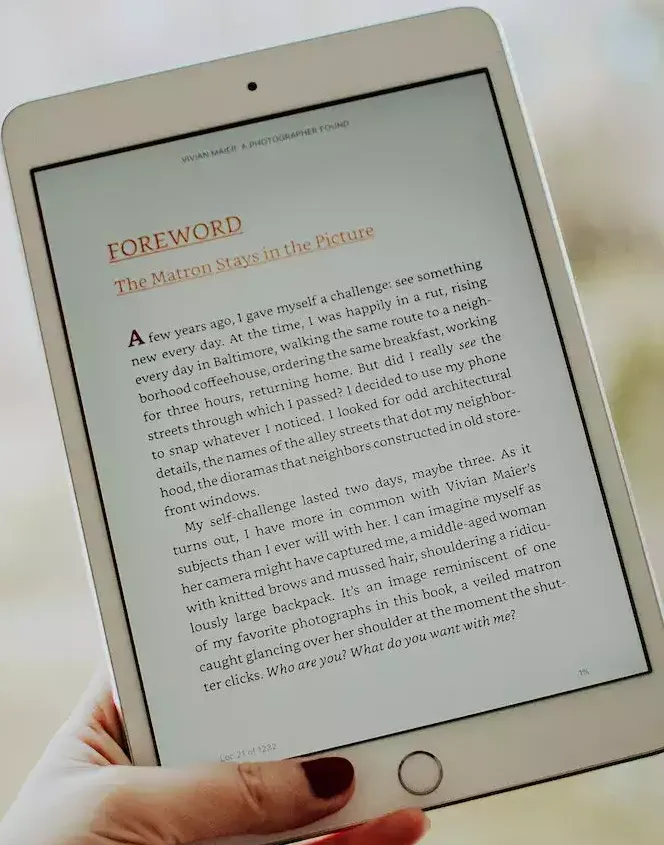 VIVIAN MAIER: A PHOTOGRAPHER FOUND
FOREWORD
The Matron Stays in the Picture
A few years ago, I gave myself a challenge: see something
new every day. At the time, I was happily in a rut, rising
every day in Baltimore, walking the same route to a neigh-
borhood coffeehouse, ordering the same breakfast, working
for three hours, returning home. But did I really see the
streets through which I passed? I decided to use my phone
to snap whatever I noticed. I looked for odd architectural
details, the names of the alley streets that dot my neighbor-
hood, the dioramas that neighbors constructed in old store-
front windows.
My self-challenge lasted two days, maybe three. As it
turns out, I have more in common with Vivian Maier's
subjects than I ever will with her. I can imagine myself as
her camera might have captured me, a middle-aged woman
with knitted brows and mussed hair, shouldering a ridicu-
lously large backpack. It's an image reminiscent of one
of my favorite photographs in this book, a veiled matron
caught glancing over her shoulder at the moment the shut-
ter clicks. Who are you? What do you want with me?
Loc 21 of 1232
1%